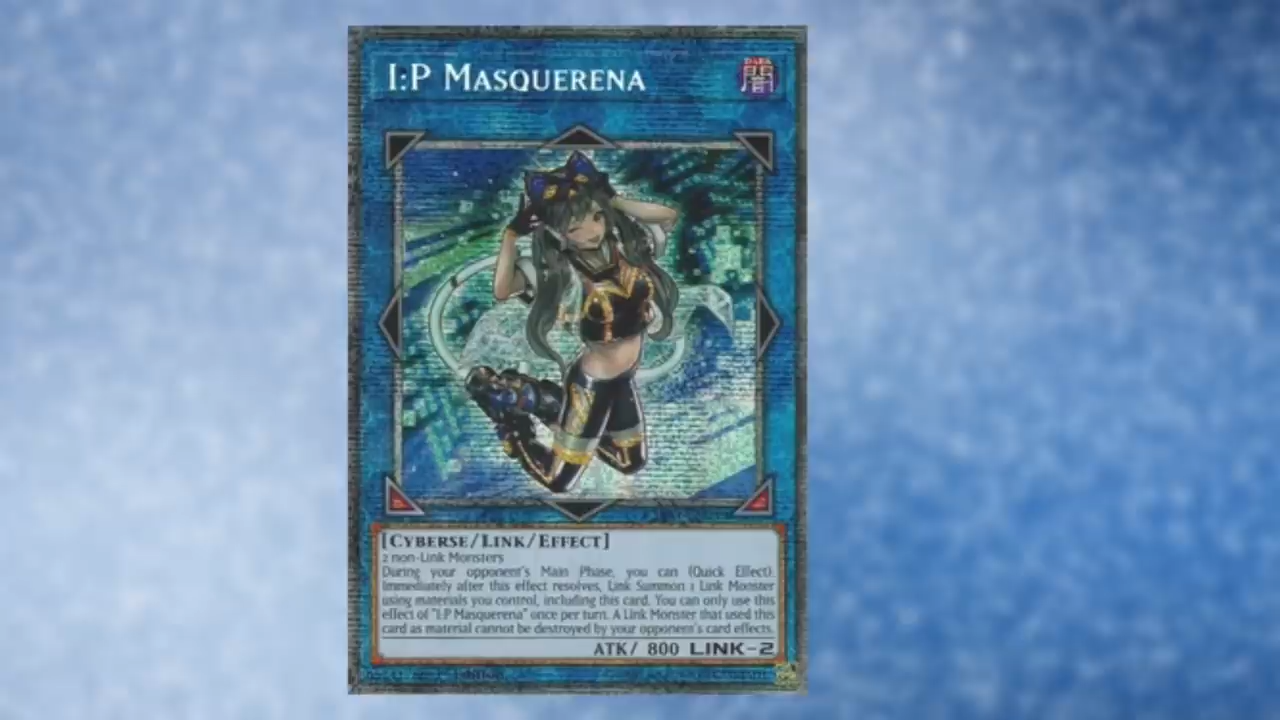 I:P MASQUERENA
DARK
闇
[CYBERSE/LINK/EFFECT]
2 non-Link Monsters
During your opponent's Main Phase, you can (Quick Effect):
Immediately after this effect resolves, Link Summon 1 Link Monster
using materials you control, including this card. You can only use this
effect of "I:P Masquerena" once per turn. A Link Monster that used this
card as material cannot be destroyed by your opponent's card effects.
ATK/ 800 LINK-2